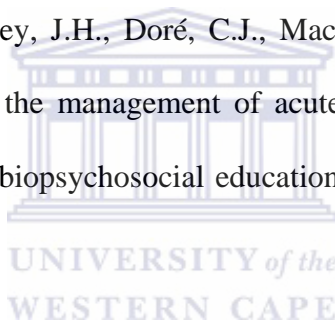 ey, J.H., Doré, C.J., Mac
the management of acute
biopsychosocial education
UNIVERSITY of the
WESTERN CAPE